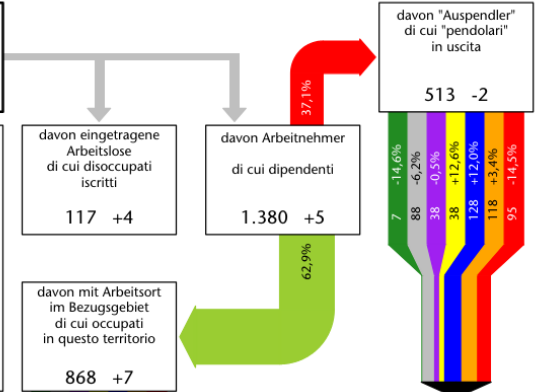 davon "Auspendler"
di cui "pendolari"
in uscita
513 -2
37,1%
davon eingetragene
Arbeitslose
di cui disoccupati
iscritti
117 +4
davon Arbeitnehmer
di cui dipendenti
1.380 +5
7 -14,6%
88 -6,2%
38 -0,5%
38 +12,6%
128 +12,0%
118 +3,4%
95 -14,5%
62,9%
davon mit Arbeitsort
im Bezugsgebiet
di cui occupati
in questo territorio
868 +7